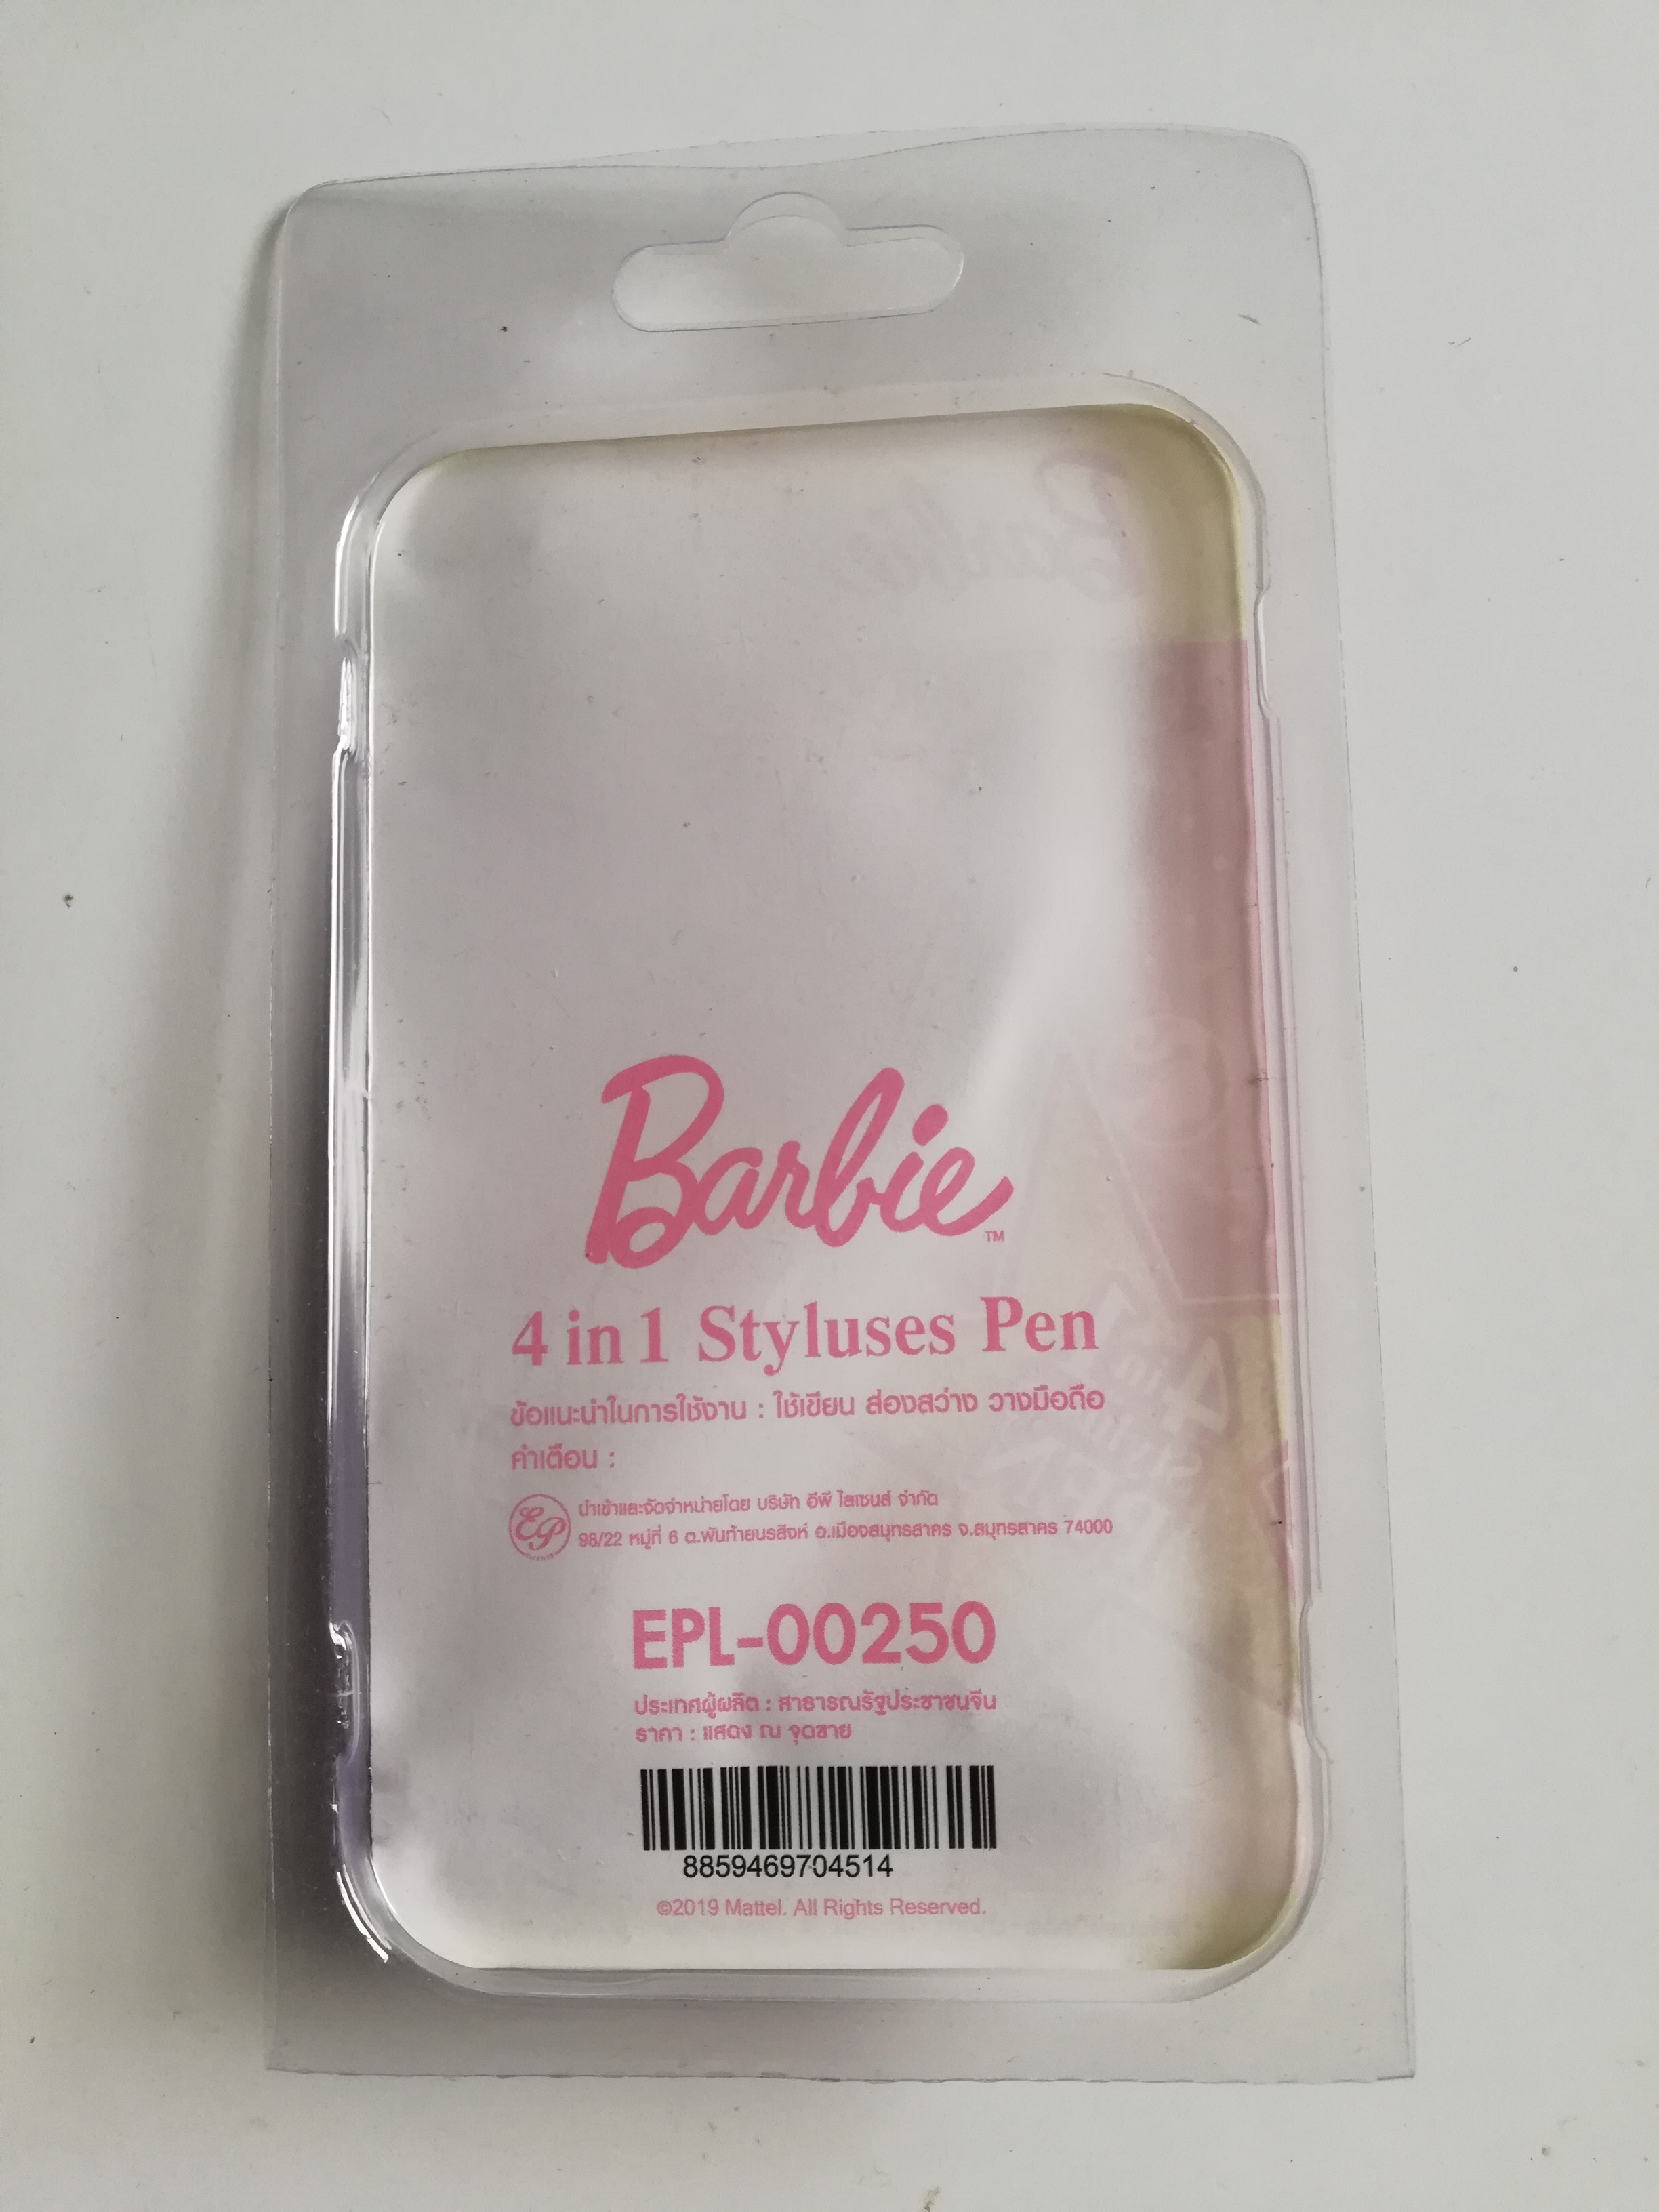 Barbie™
4 in 1 Styluses Pen
ข้อแนะนำในการใช้งาน : ใช้เขียน ส่องสว่าง วางมือถือ
คำเตือน :
EP
นำเข้าและจัดจำหน่ายโดย บริษัท อีพี ไลเซนส์ จำกัด
98/22 หมู่ที่ 6 ต.พันท้ายนรสิงห์ อ.เมืองสมุทรสาคร จ.สมุทรสาคร 74000
EPL-00250
ประเทศผู้ผลิต : สาธารณรัฐประชาชนจีน
ราคา : แสดง ณ จุดขาย
8859469704514
©2019 Mattel. All Rights Reserved.